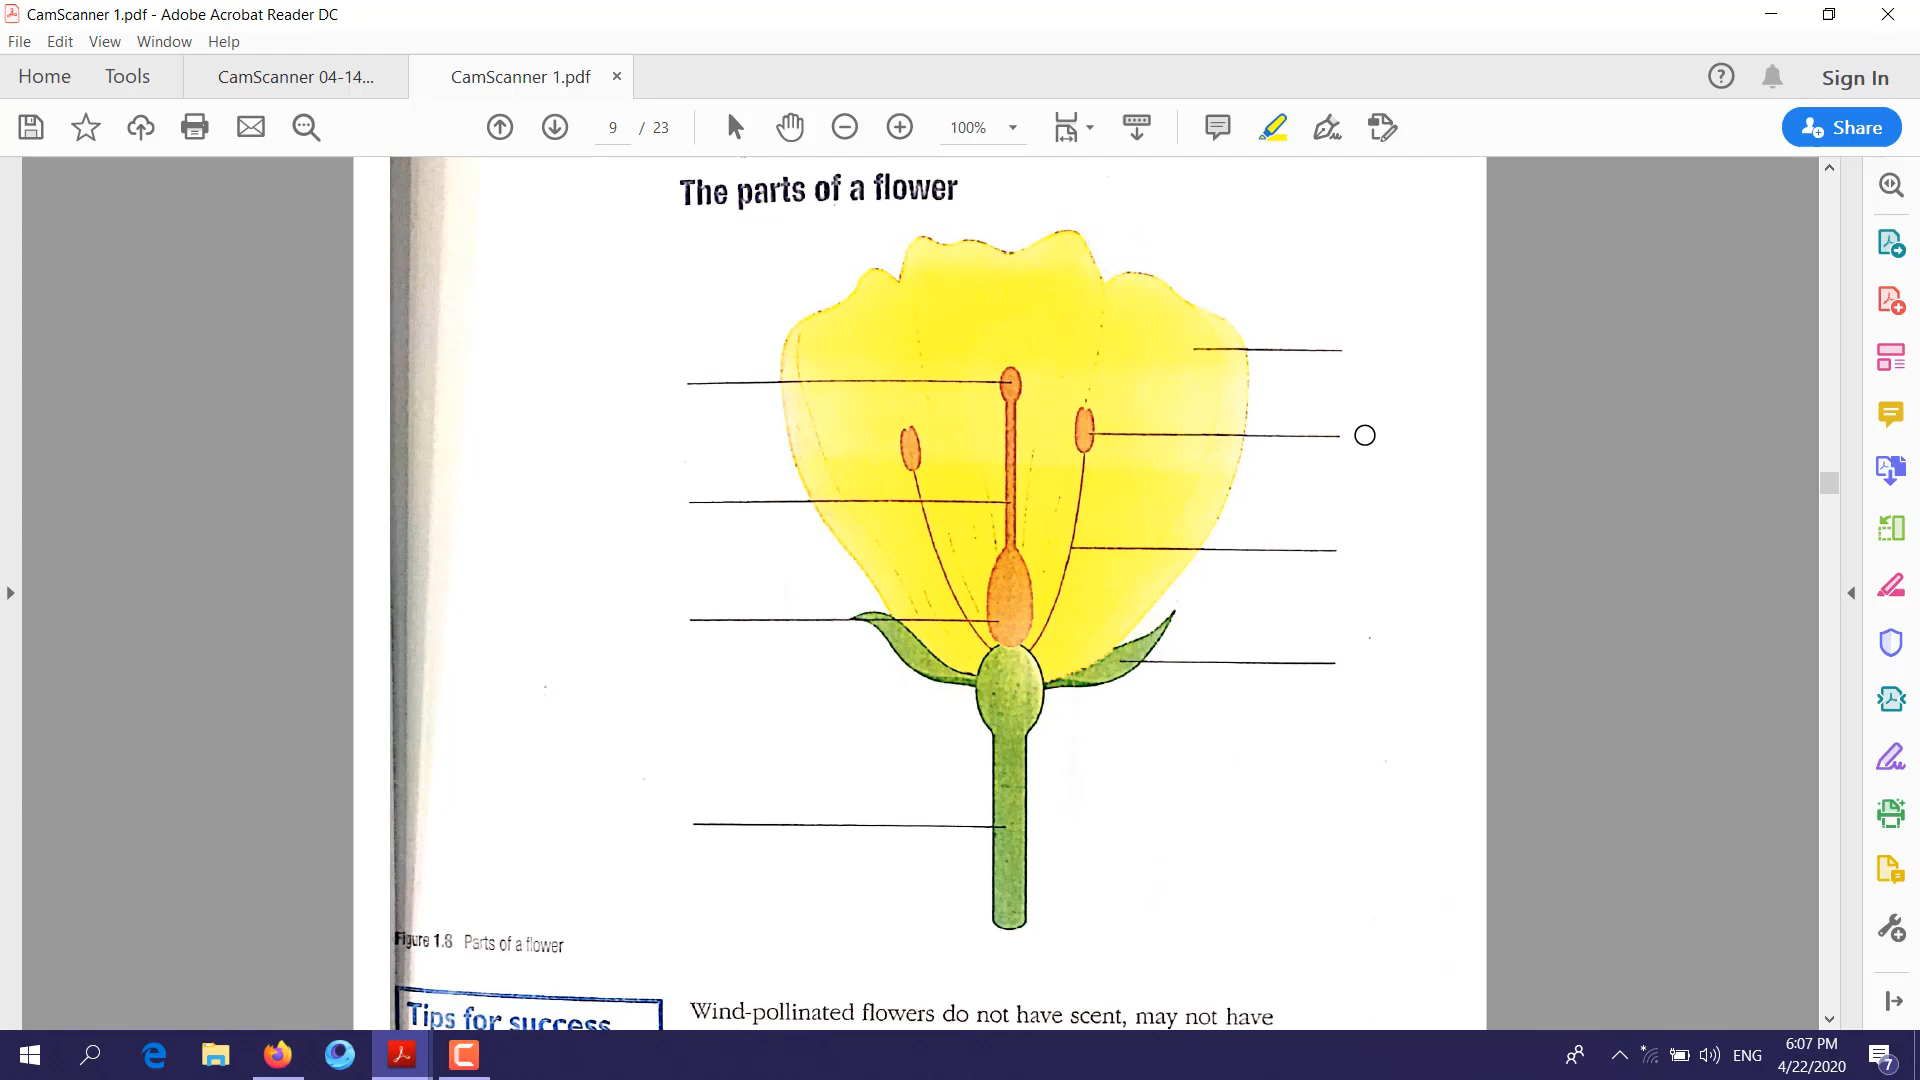 CamScanner 1.pdf - Adobe Acrobat Reader DC
File Edit View Window Help
Home Tools CamScanner 04-14... CamScanner 1.pdf × Sign In
9 / 23 100% Share
The parts of a flower
Figure 1.8 Parts of a flower
Tips for success
Wind-pollinated flowers do not have scent, may not have
ENG
6:07 PM
4/22/2020
7